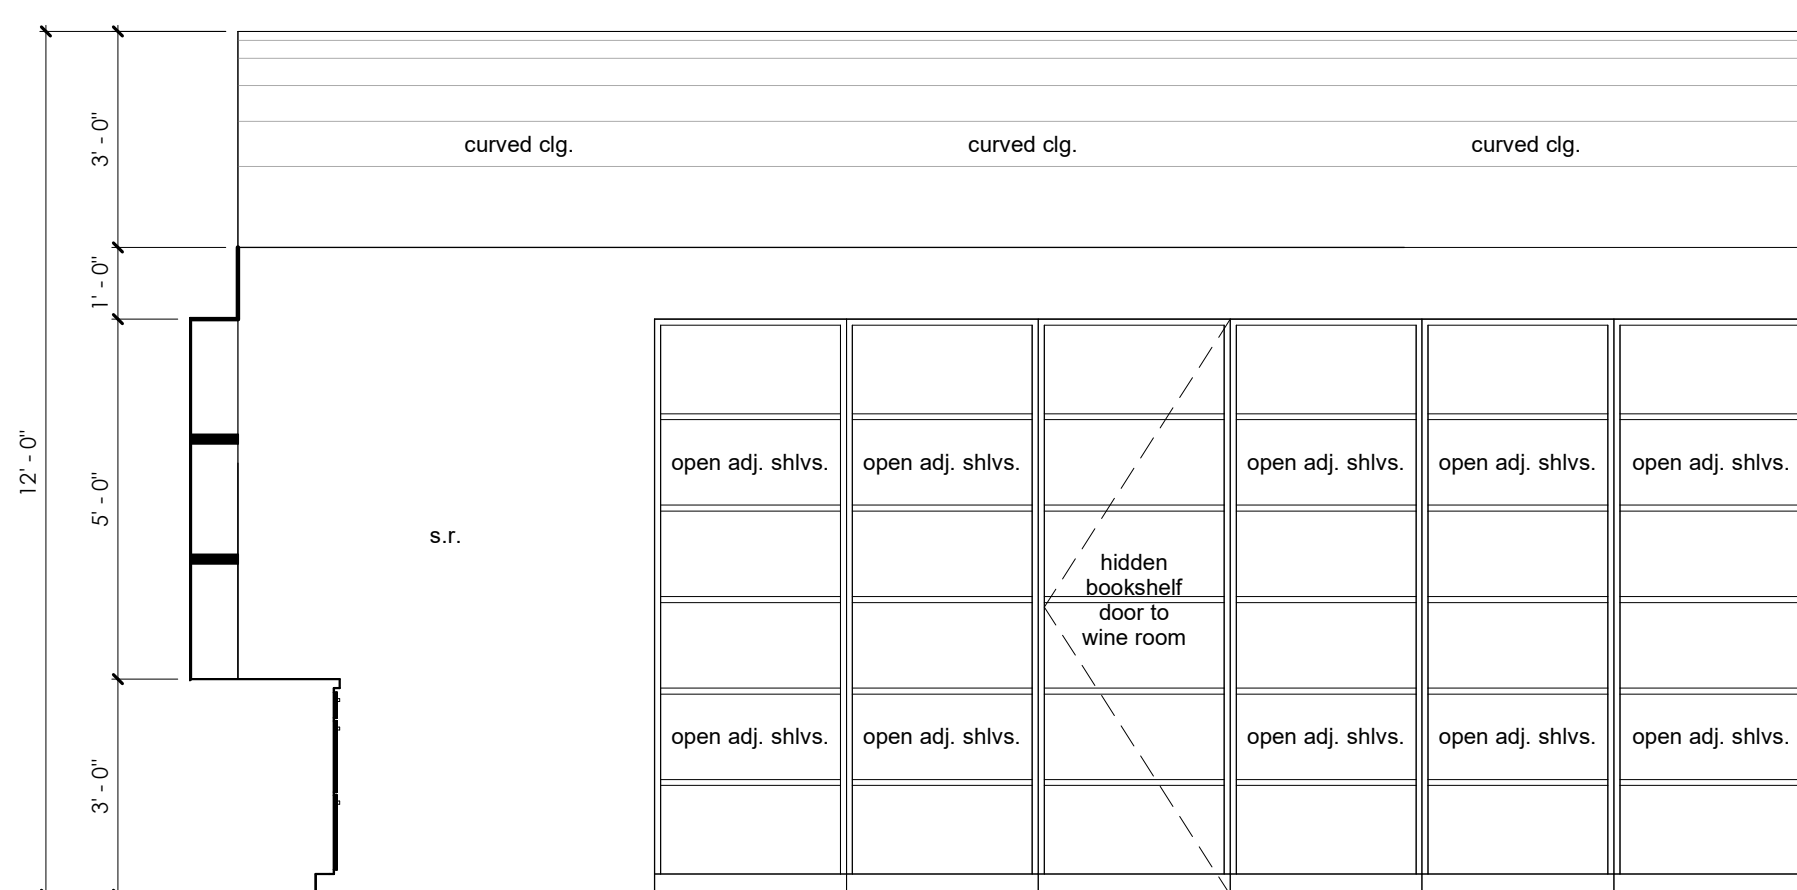 3' - 0"
curved clg.
curved clg.
curved clg.
1' - 0"
12' - 0"
5' - 0"
open adj. shlvs.
open adj. shlvs.
open adj. shlvs.
open adj. shlvs.
open adj. shlvs.
s.r.
hidden
bookshelf
door to
wine room
3' - 0"
open adj. shlvs.
open adj. shlvs.
open adj. shlvs.
open adj. shlvs.
open adj. shlvs.